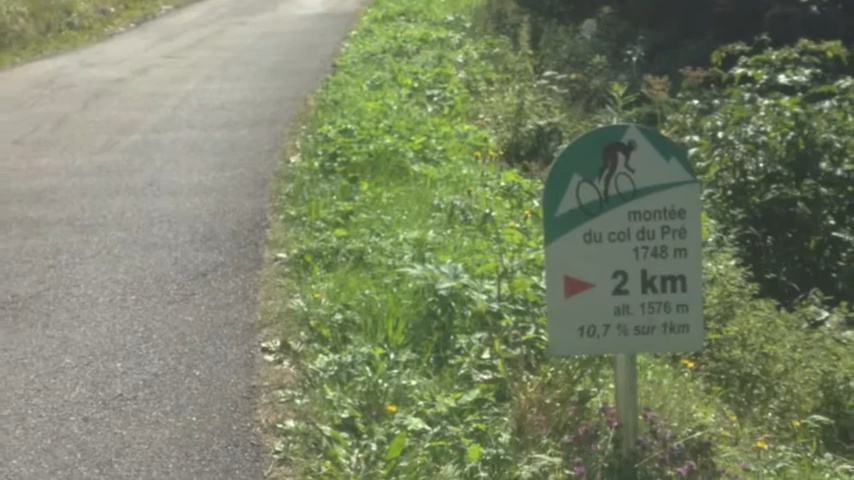 montée
du col du Pré
1748 m
2 km
alt. 1576 m
10,7 % sur 1km